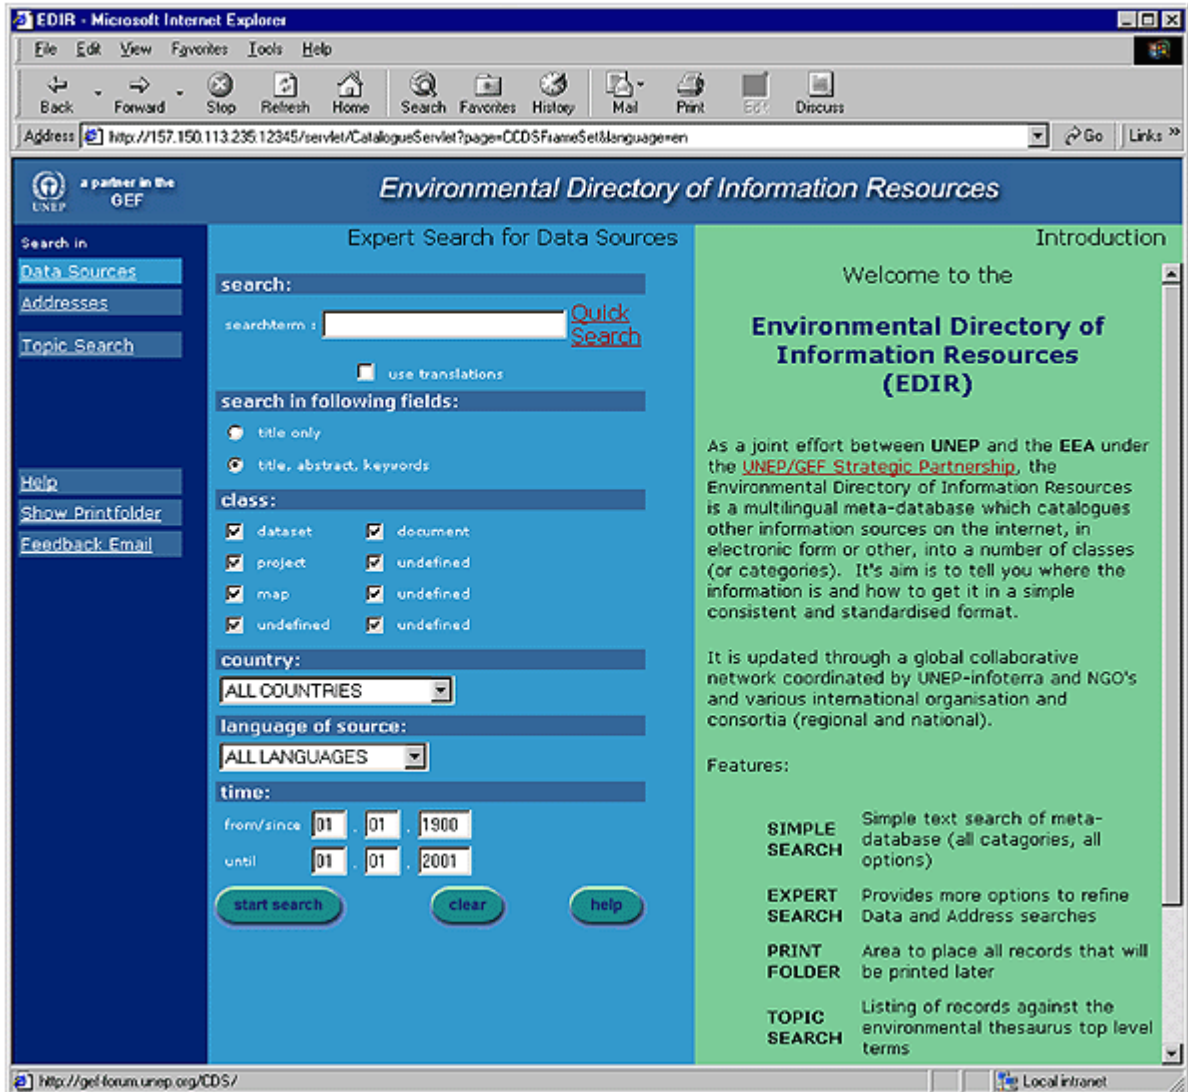 EDIR - Microsoft Internet Explorer
File Edit View Favorites Tools Help
Back Forward Stop Refresh Home Search Favorites History Mail Print Edit Discuss
Address http://157.150.113.235:12345/servlet/CatalogueServlet?page=CCDSFrameSet&language=en Go Links »
UNEP
a partner in the
GEF
Environmental Directory of Information Resources
Search in
Data Sources
Addresses
Topic Search
Help
Show Printfolder
Feedback Email
Expert Search for Data Sources
search:
searchterm :
Quick
Search
use translations
search in following fields:
title only
title, abstract, keywords
class:
dataset document
project undefined
map undefined
undefined undefined
country:
ALL COUNTRIES
language of source:
ALL LANGUAGES
time:
from/since 01 . 01 . 1900
until 01 . 01 . 2001
start search clear help
Introduction
Welcome to the
Environmental Directory of
Information Resources
(EDIR)
As a joint effort between UNEP and the EEA under
the UNEP/GEF Strategic Partnership, the
Environmental Directory of Information Resources
is a multilingual meta-database which catalogues
other information sources on the internet, in
electronic form or other, into a number of classes
(or categories). It's aim is to tell you where the
information is and how to get it in a simple
consistent and standardised format.
It is updated through a global collaborative
network coordinated by UNEP-infoterra and NGO's
and various international organisation and
consortia (regional and national).
Features:
SIMPLE
SEARCH
Simple text search of meta-
database (all catagories, all
options)
EXPERT
SEARCH
Provides more options to refine
Data and Address searches
PRINT
FOLDER
Area to place all records that will
be printed later
TOPIC
SEARCH
Listing of records against the
environmental thesaurus top level
terms
http://gef-forum.unep.org/CDS/
Local intranet